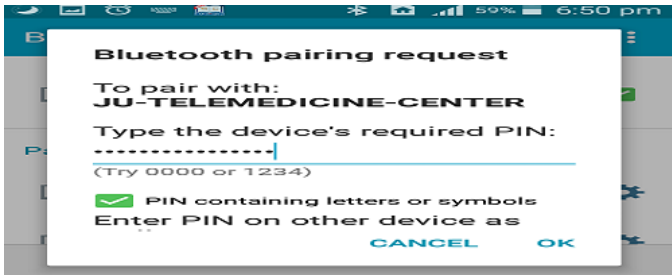 59% 6:50 pm
B
Bluetooth pairing request
To pair with:
JU-TELEMEDICINE-CENTER
Type the device's required PIN:
••••••••••••••••
(Try 0000 or 1234)
PIN containing letters or symbols
Enter PIN on other device as
CANCEL OK